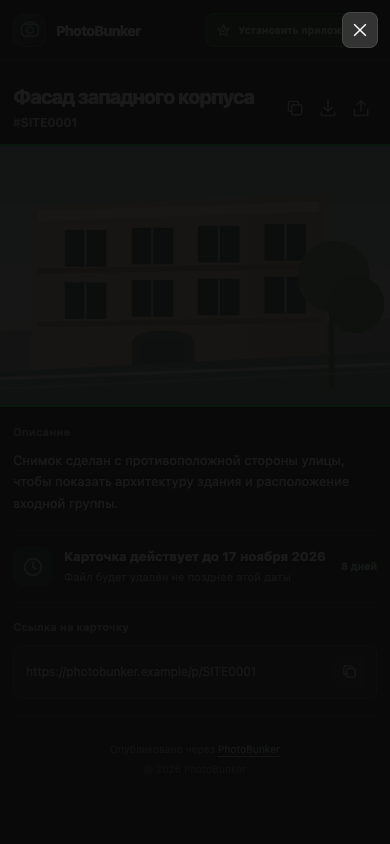 PhotoBunker
Установить прилож
Фасад западного корпуса
#SITE0001
Описание
Снимок сделан с противоположной стороны улицы,
чтобы показать архитектуру здания и расположение
входной группы.
Карточка действует до 17 ноября 2026
8 дней
Файл будет удалён не позднее этой даты
Ссылка на карточку
https://photobunker.example/p/SITE0001
Опубликовано через PhotoBunker
© 2026 PhotoBunker